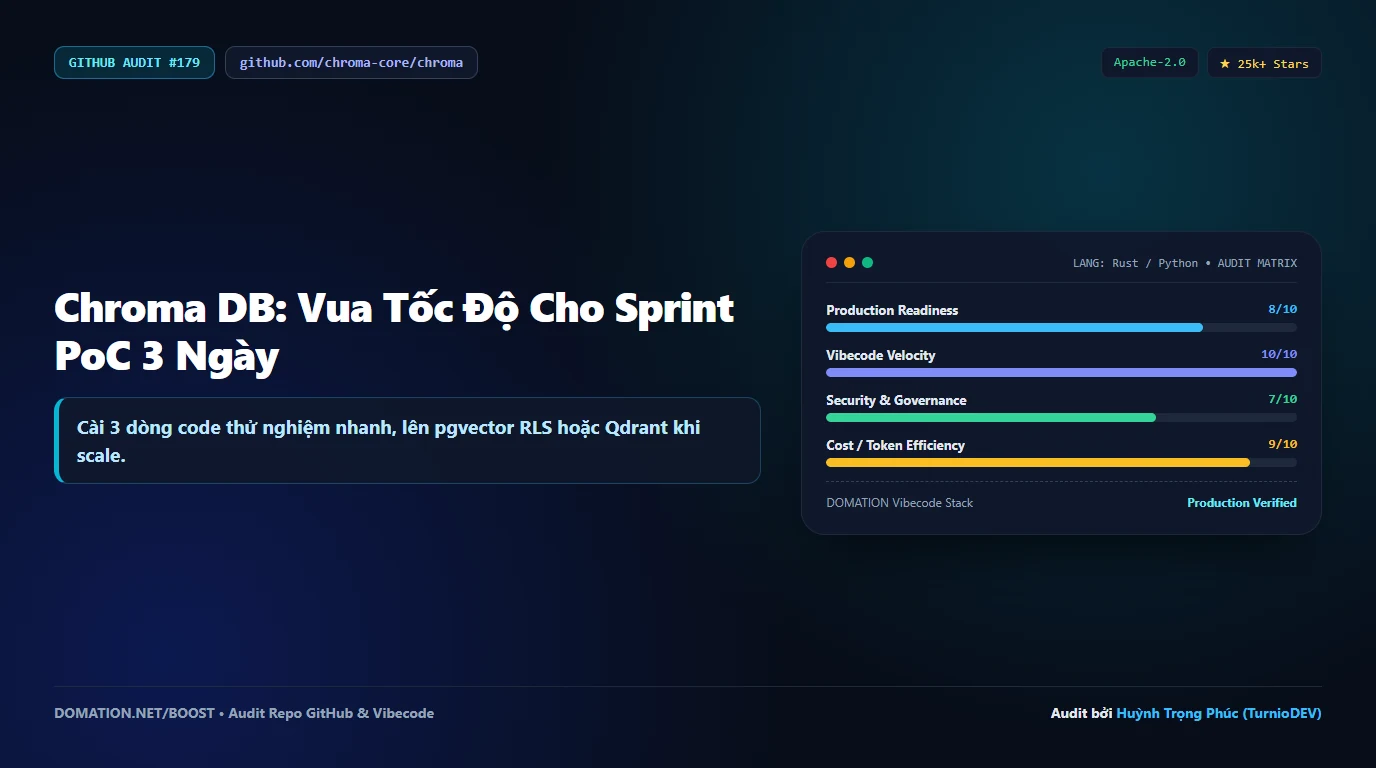 GITHUB AUDIT #179
github.com/chroma-core/chroma
Apache-2.0
★ 25k+ Stars
Chroma DB: Vua Tốc Độ Cho Sprint
PoC 3 Ngày
Cài 3 dòng code thử nghiệm nhanh, lên pgvector RLS hoặc Qdrant khi
scale.
LANG: Rust / Python • AUDIT MATRIX
Production Readiness 8/10
Vibecode Velocity 10/10
Security & Governance 7/10
Cost / Token Efficiency 9/10
DOMATION Vibecode Stack Production Verified
DOMATION.NET/BOOST • Audit Repo GitHub & Vibecode
Audit bởi Huỳnh Trọng Phúc (TurnioDEV)